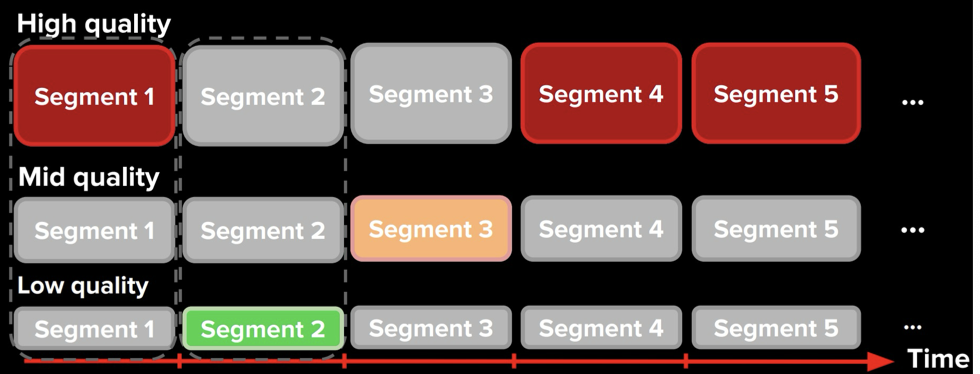 High quality
Segment 1 Segment 2 Segment 3 Segment 4 Segment 5 ...
Mid quality
Segment 1 Segment 2 Segment 3 Segment 4 Segment 5 ...
Low quality
Segment 1 Segment 2 Segment 3 Segment 4 Segment 5 ...
Time